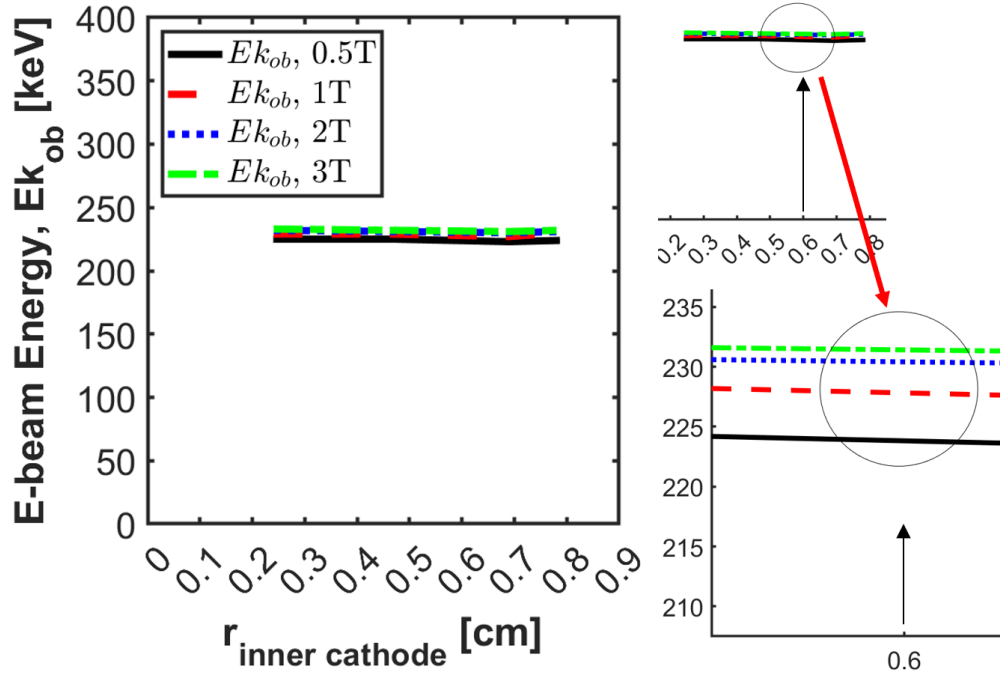 E-beam Energy, Ek_ob [keV]
400
350
300
250
200
150
100
50
0
Ek_ob, 0.5T
Ek_ob, 1T
Ek_ob, 2T
Ek_ob, 3T
0 0.1 0.2 0.3 0.4 0.5 0.6 0.7 0.8 0.9
r_inner cathode [cm]
0.2 0.3 0.4 0.5 0.6 0.7 0.8
235
230
225
220
215
210
0.6